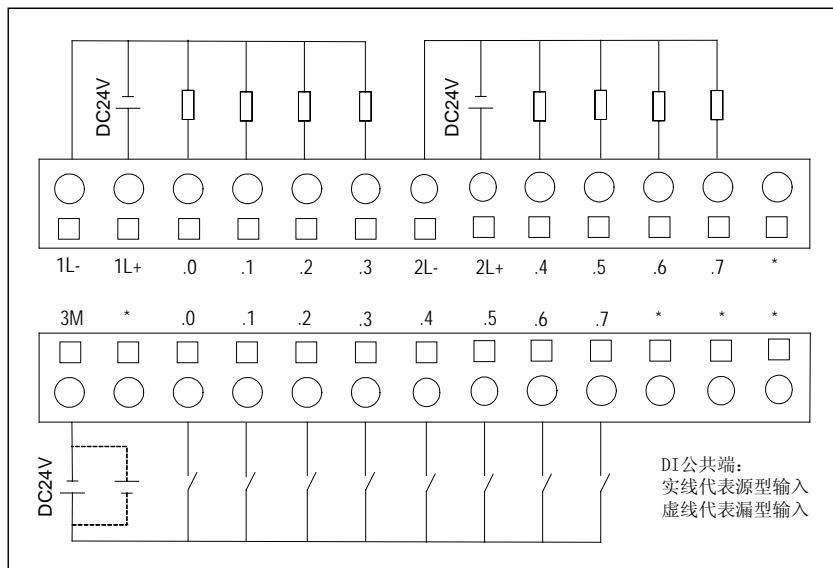 DC24V
DC24V
1L- 1L+ .0 .1 .2 .3 2L- 2L+ .4 .5 .6 .7 *
3M * .0 .1 .2 .3 .4 .5 .6 .7 * * *
DC24V
DI公共端:
实线代表源型输入
虚线代表漏型输入